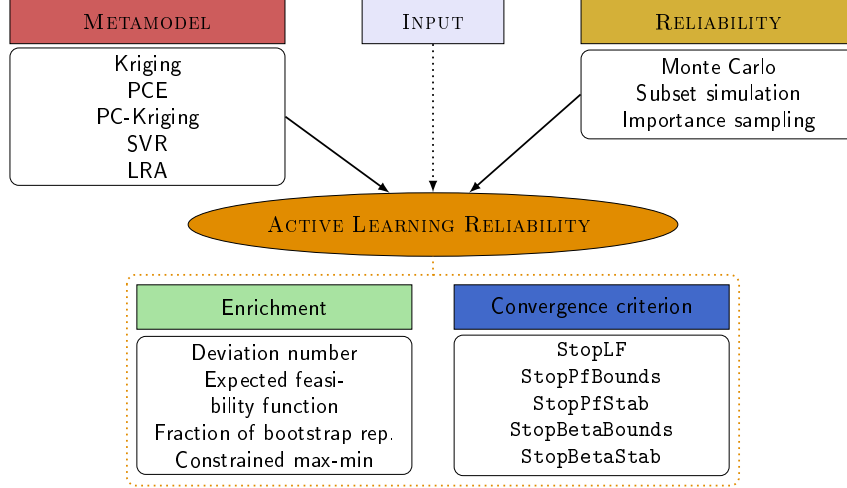 METAMODEL
Kriging
PCE
PC-Kriging
SVR
LRA
INPUT
RELIABILITY
Monte Carlo
Subset simulation
Importance sampling
ACTIVE LEARNING RELIABILITY
Enrichment
Deviation number
Expected feasi-
bility function
Fraction of bootstrap rep.
Constrained max-min
Convergence criterion
StopLF
StopPfBounds
StopPfStab
StopBetaBounds
StopBetaStab